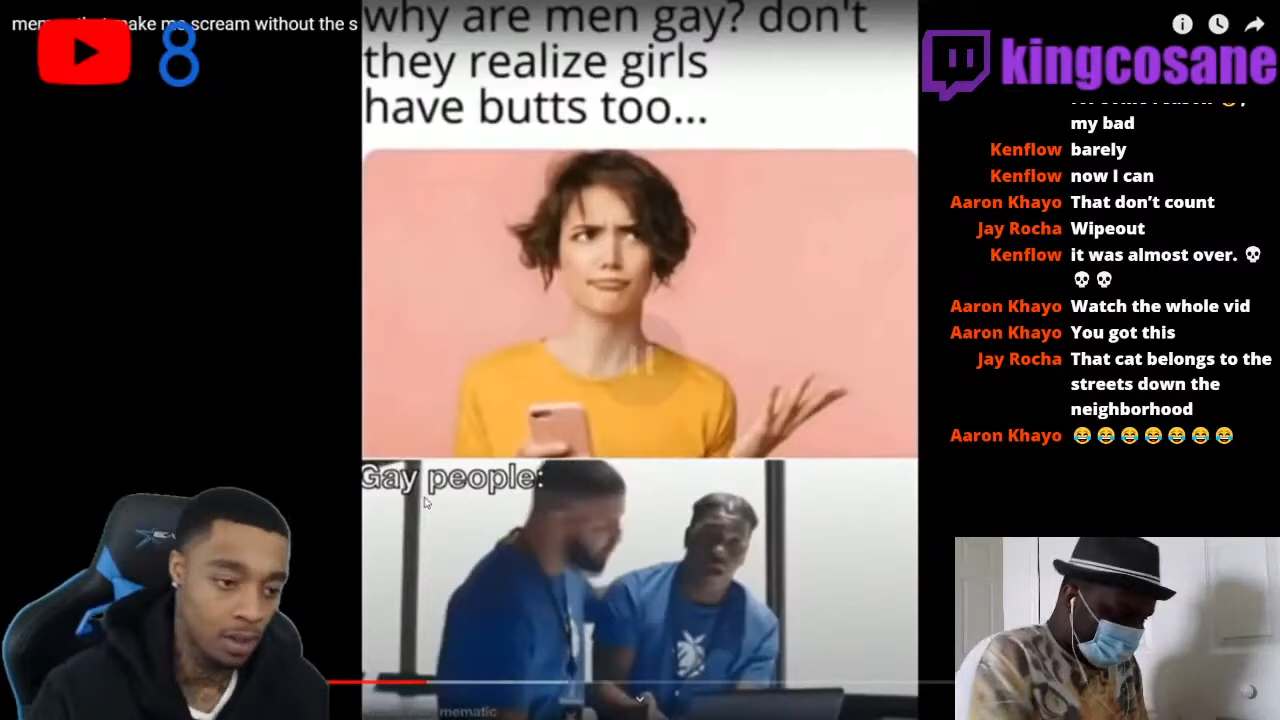 why are men gay? don't
they realize girls
have butts too...
Gay people:
mematic
8
kingcosane
my bad
Kenflow barely
Kenflow now I can
Aaron Khayo That don’t count
Jay Rocha Wipeout
Kenflow it was almost over. 💀
💀 💀
Aaron Khayo Watch the whole vid
Aaron Khayo You got this
Jay Rocha That cat belongs to the
streets down the
neighborhood
Aaron Khayo 😂 😂 😂 😂 😂 😂 😂